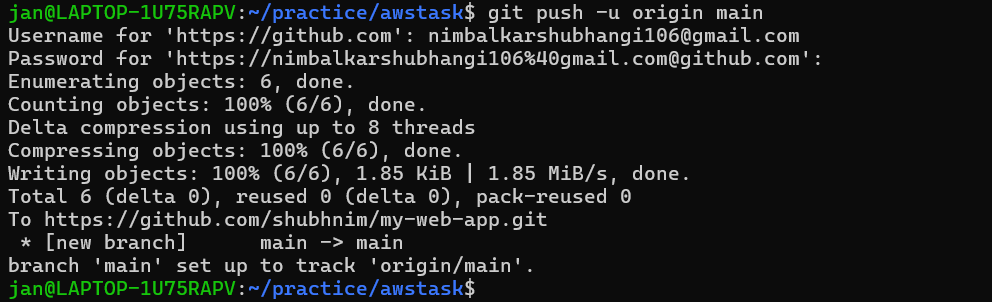 jan@LAPTOP-1U75RAPV:~/practice/awstask$ git push -u origin main
Username for 'https://github.com': nimbalkarshubhangi106@gmail.com
Password for 'https://nimbalkarshubhangi106%40gmail.com@github.com':
Enumerating objects: 6, done.
Counting objects: 100% (6/6), done.
Delta compression using up to 8 threads
Compressing objects: 100% (6/6), done.
Writing objects: 100% (6/6), 1.85 KiB | 1.85 MiB/s, done.
Total 6 (delta 0), reused 0 (delta 0), pack-reused 0
To https://github.com/shubhnim/my-web-app.git
 * [new branch]      main -> main
branch 'main' set up to track 'origin/main'.
jan@LAPTOP-1U75RAPV:~/practice/awstask$